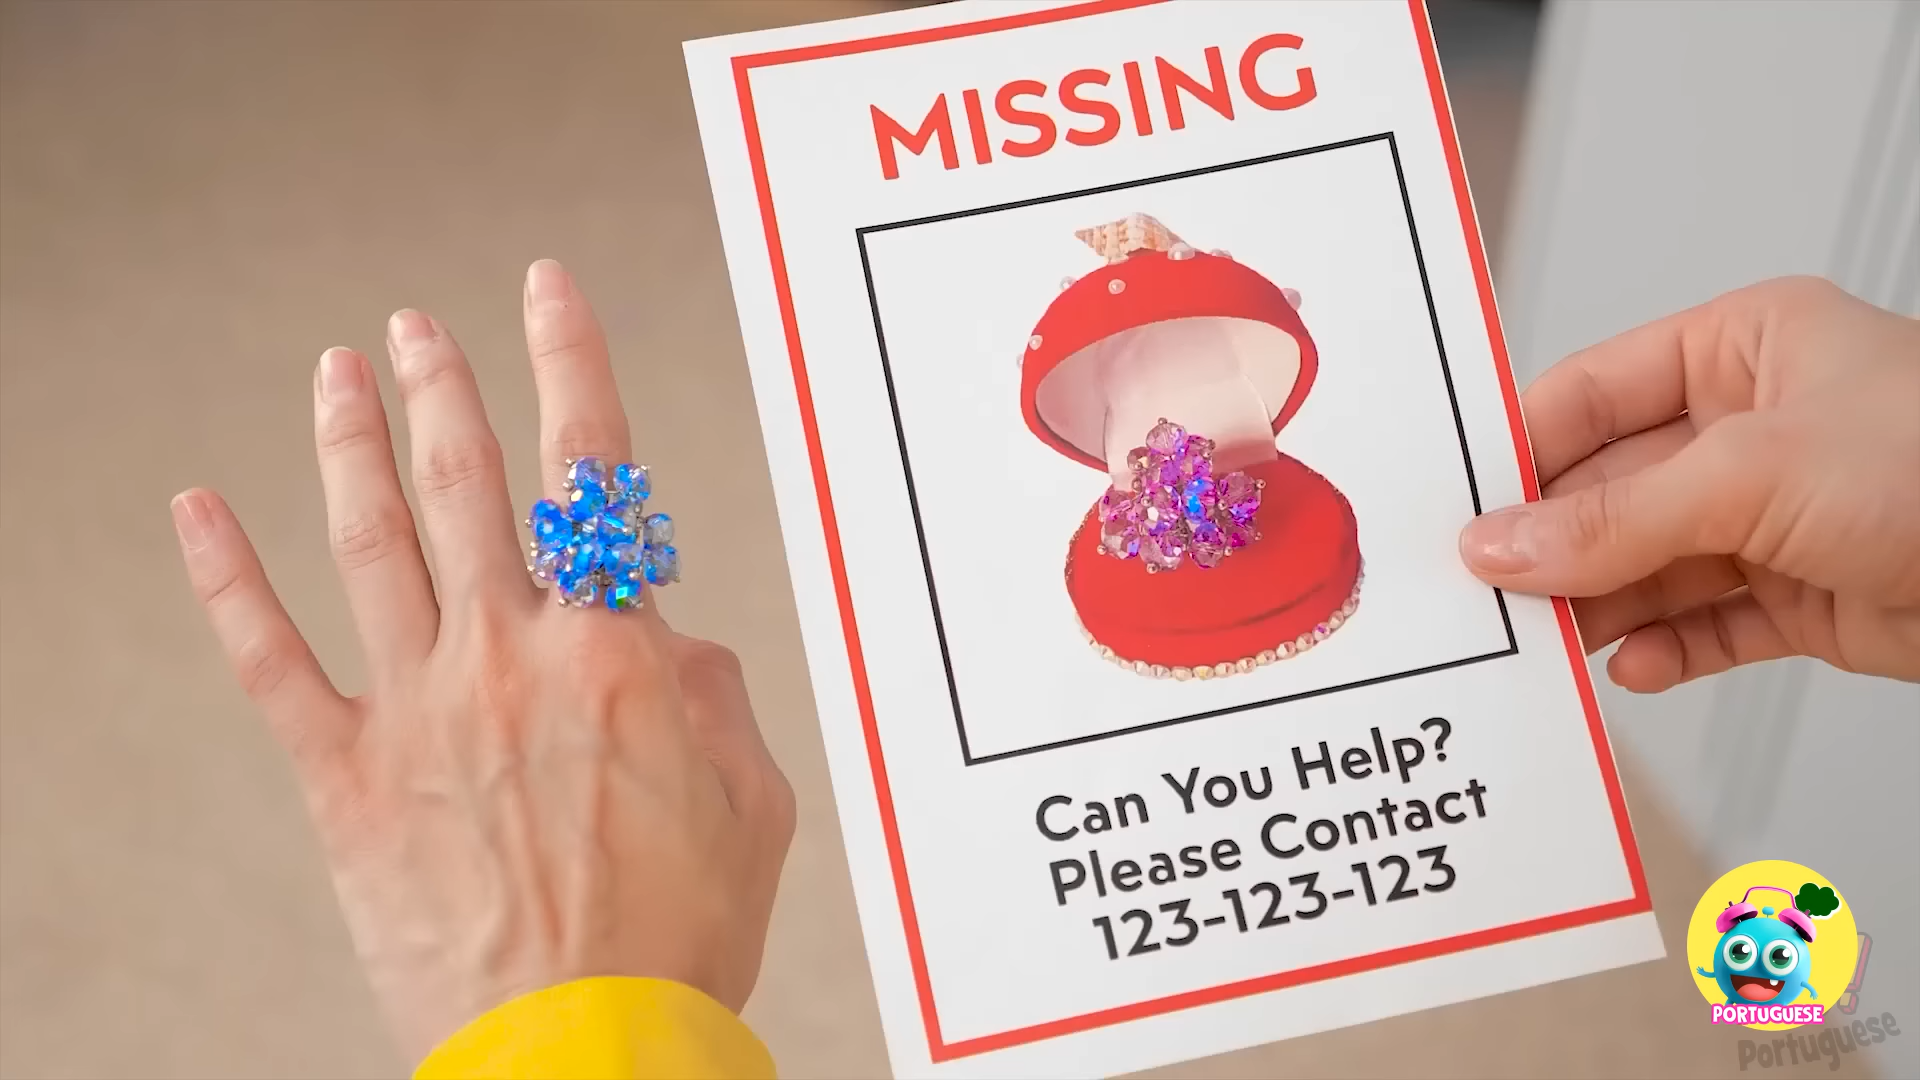 MISSING
Can You Help?
Please Contact
123-123-123
PORTUGUESE
Portuguese